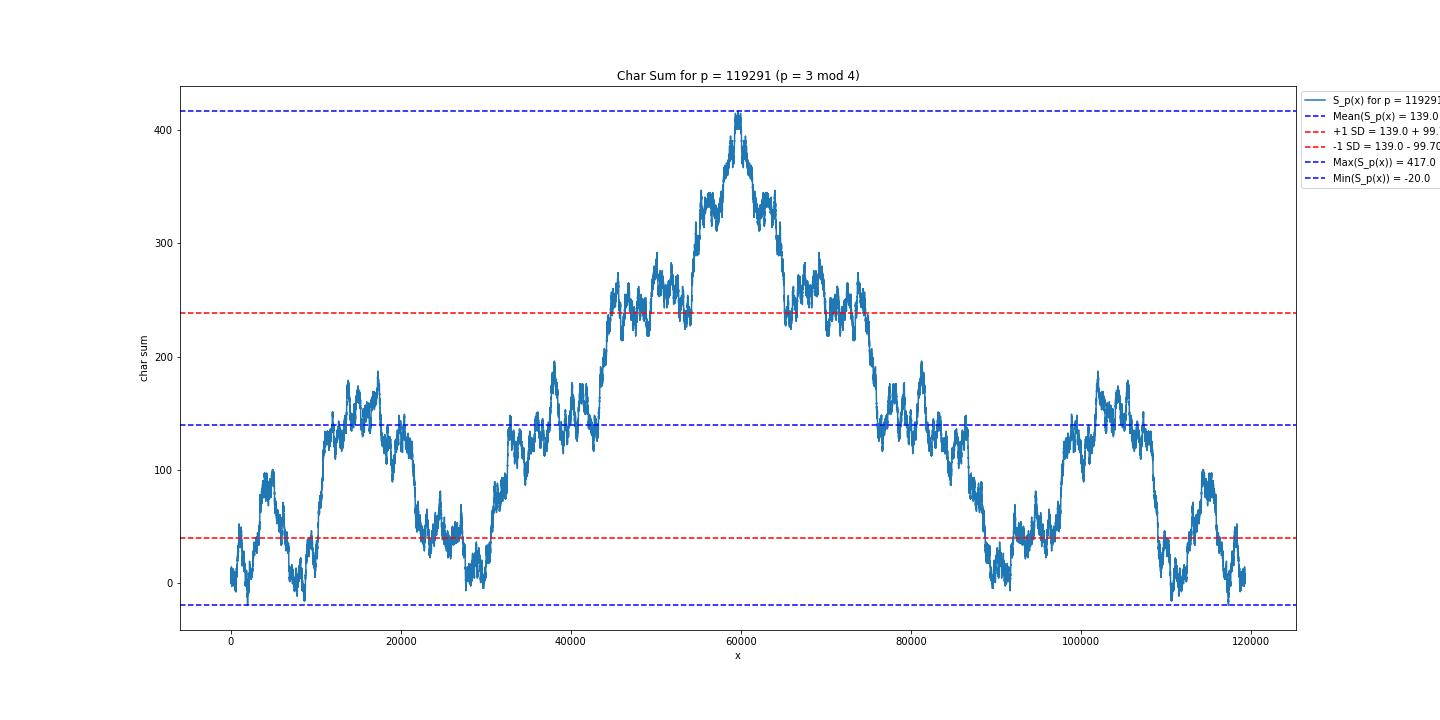 Char Sum for p = 119291 (p = 3 mod 4)
S_p(x) for p = 119291
Mean(S_p(x) = 139.0
+1 SD = 139.0 + 99.
-1 SD = 139.0 - 99.70
Max(S_p(x)) = 417.0
Min(S_p(x)) = -20.0
char sum
400
300
200
100
0
0 20000 40000 60000 80000 100000 120000
x